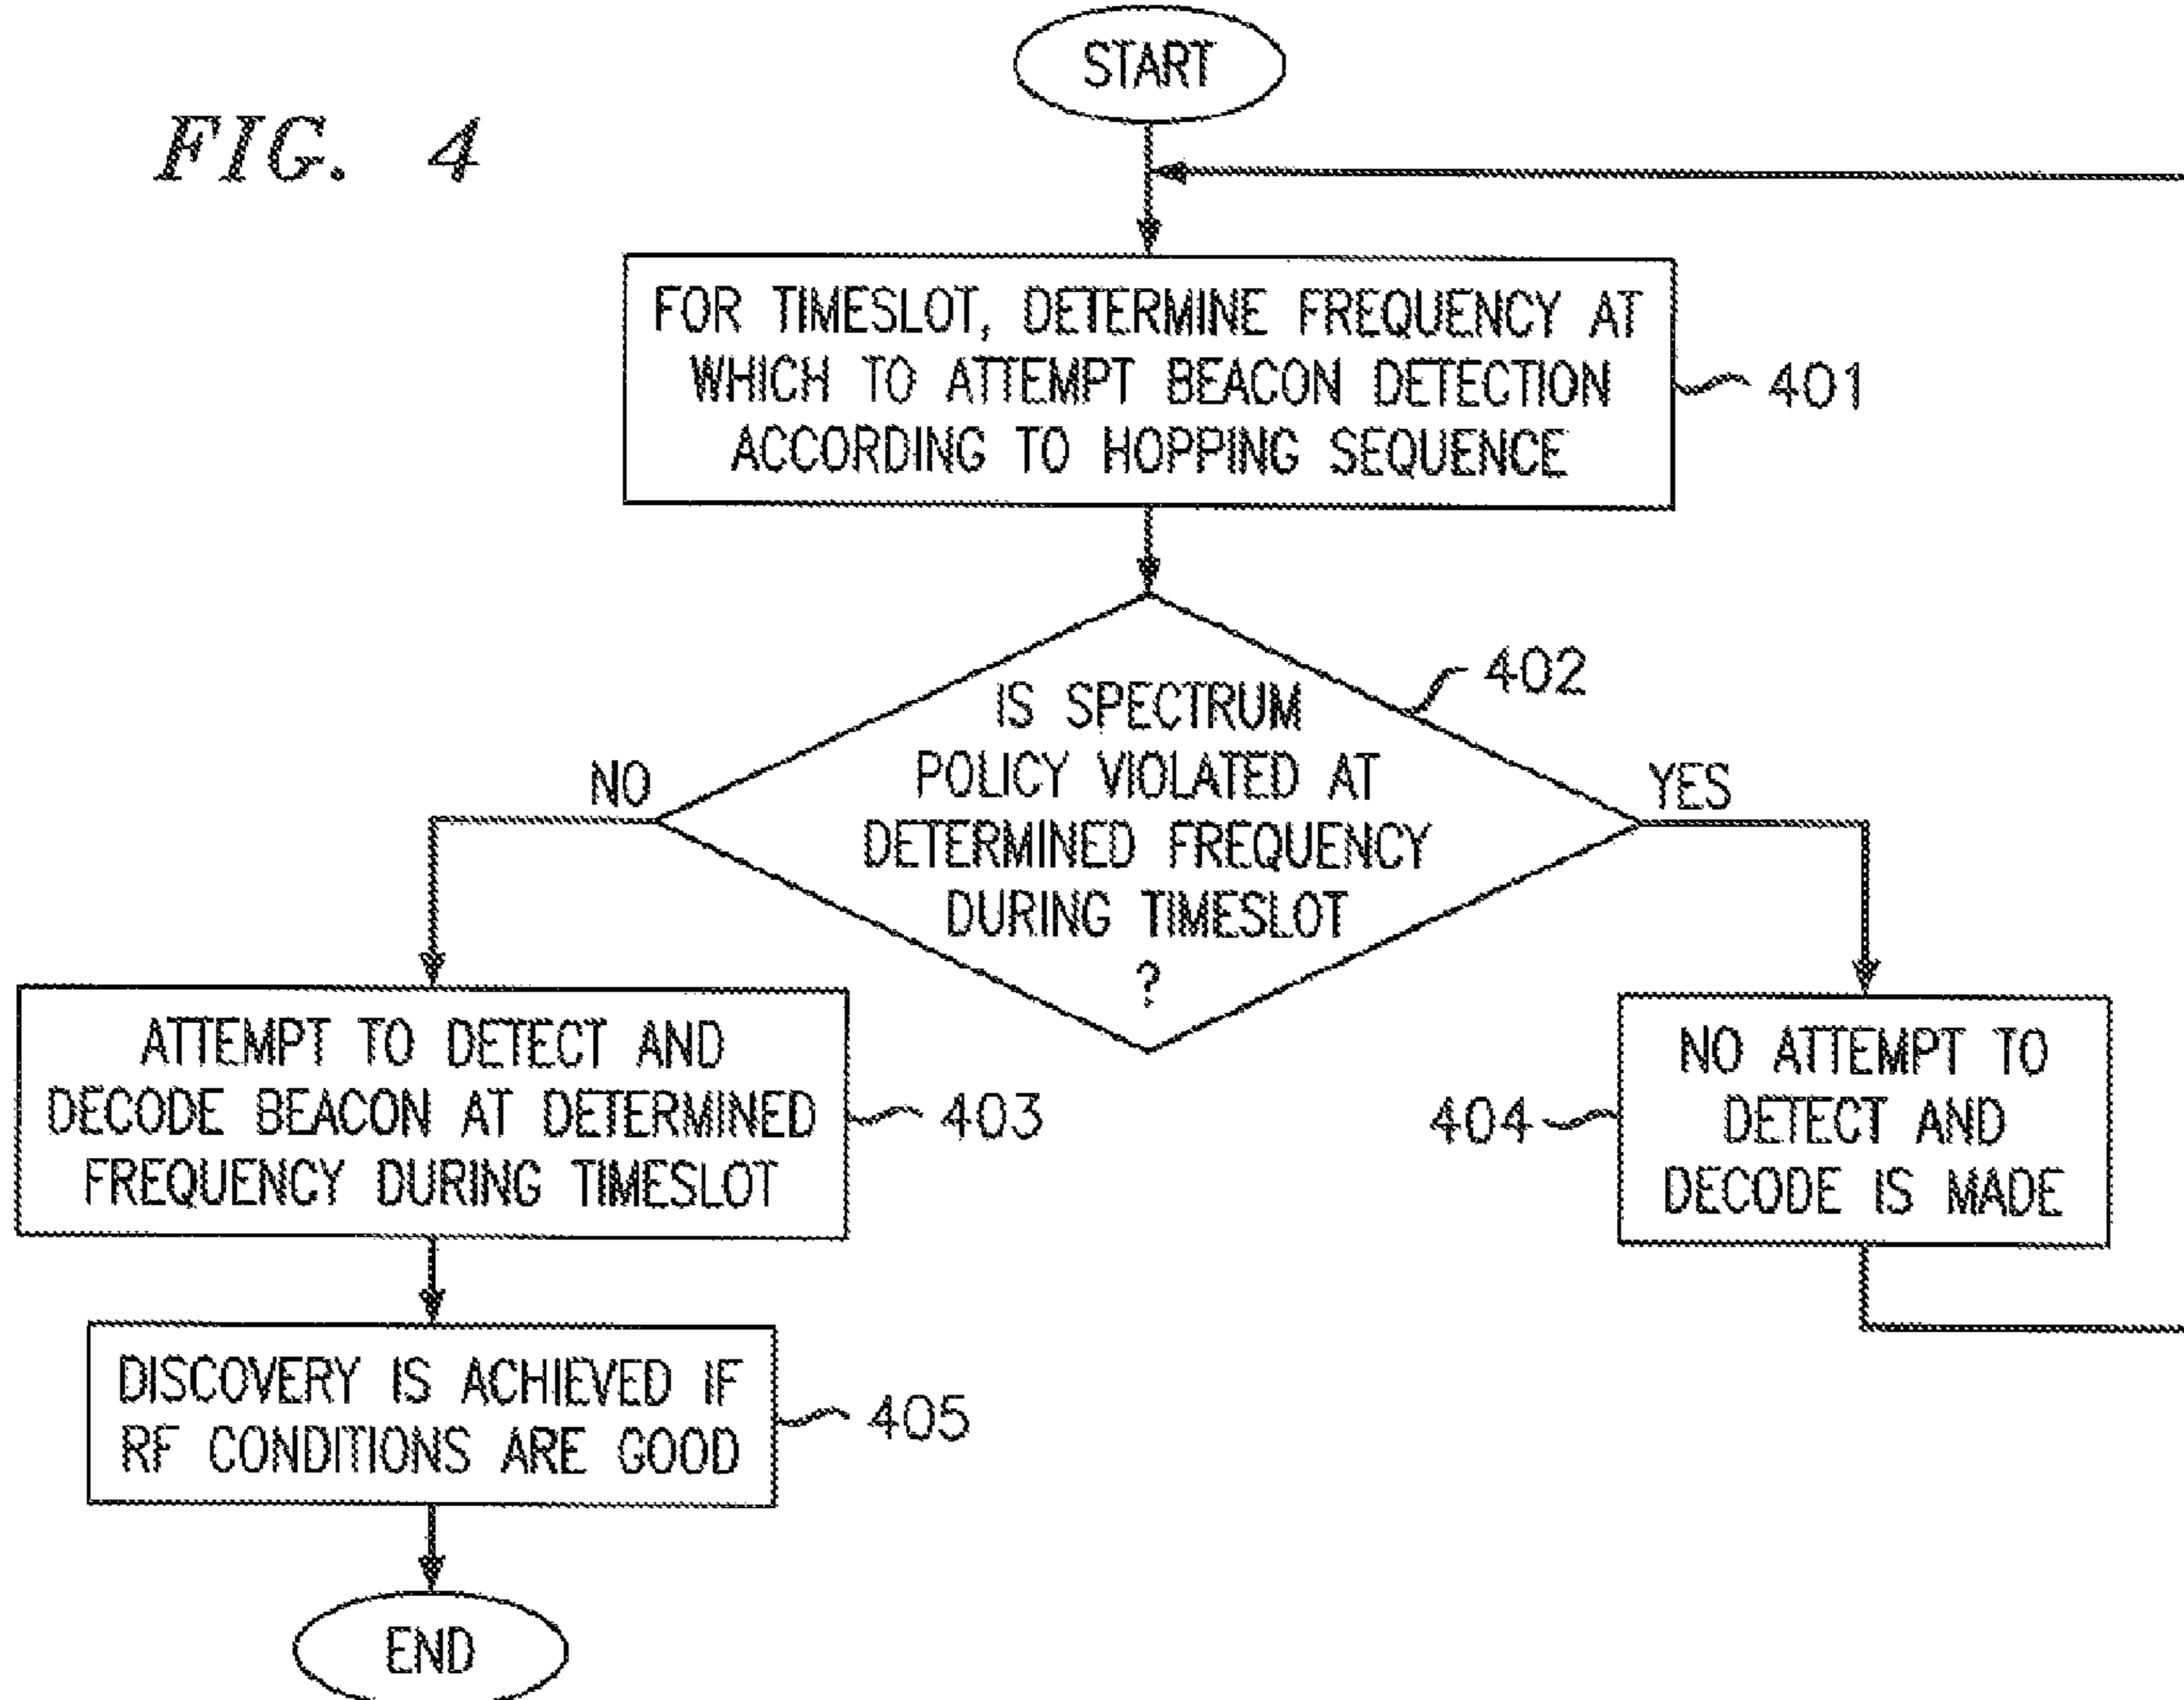 FIG. 4
START
FOR TIMESLOT, DETERMINE FREQUENCY AT
WHICH TO ATTEMPT BEACON DETECTION
ACCORDING TO HOPPING SEQUENCE
401
402
IS SPECTRUM
POLICY VIOLATED AT
DETERMINED FREQUENCY
DURING TIMESLOT
?
NO
YES
ATTEMPT TO DETECT AND
DECODE BEACON AT DETERMINED
FREQUENCY DURING TIMESLOT
403
404
NO ATTEMPT TO
DETECT AND
DECODE IS MADE
DISCOVERY IS ACHIEVED IF
RF CONDITIONS ARE GOOD
405
END